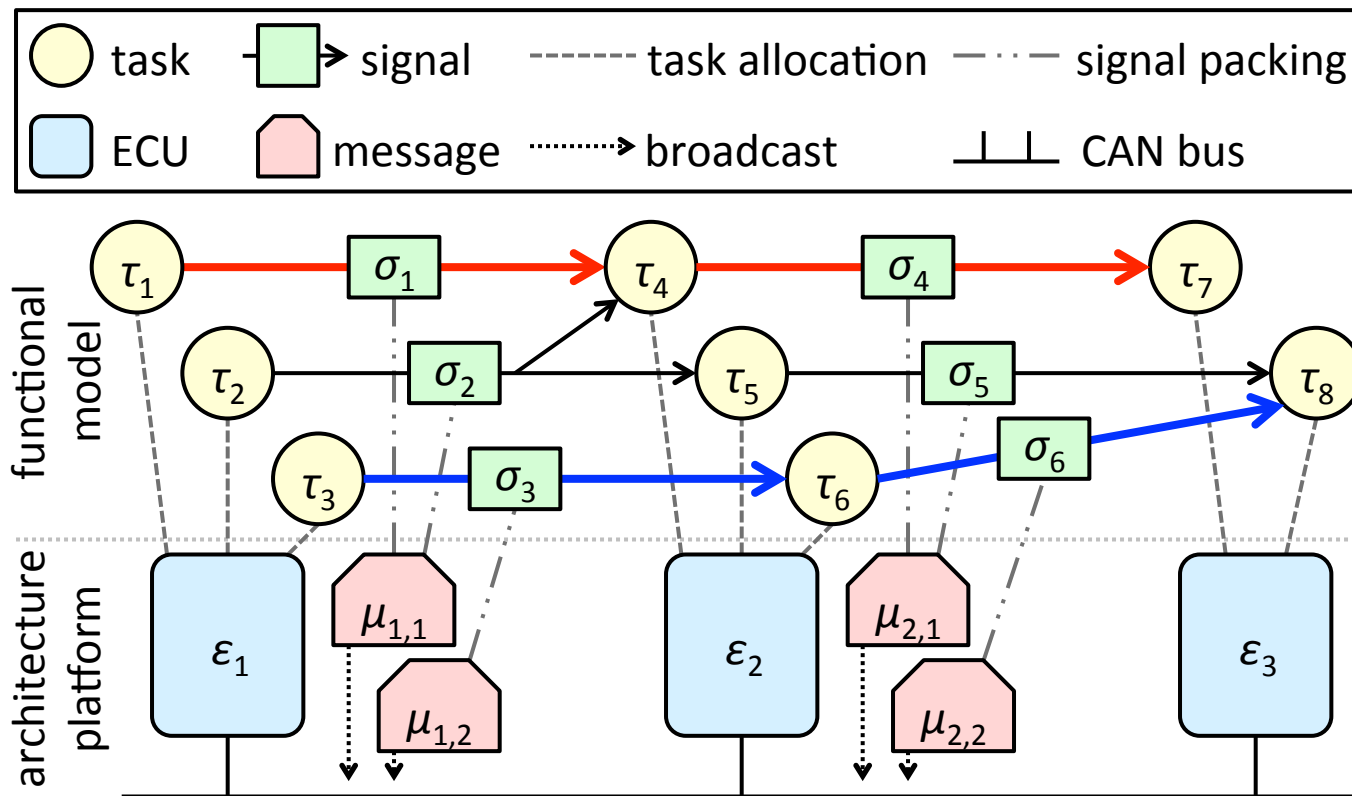 task signal task allocation signal packing
ECU message broadcast CAN bus
functional
model
τ₁ σ₁ τ₄ σ₄ τ₇
τ₂ σ₂ τ₅ σ₅ τ₈
τ₃ σ₃ τ₆ σ₆
architecture
platform
ε₁ μ₁,₁ ε₂ μ₂,₁ ε₃
μ₁,₂ μ₂,₂